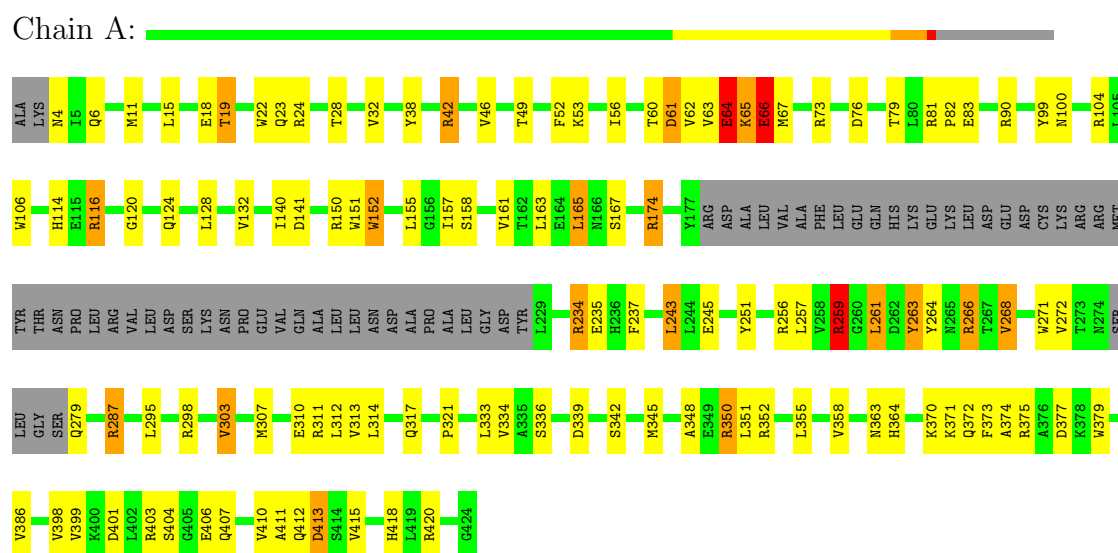 Chain A:
ALA LYS N4 I5 Q6 M11 L15 E18 T19 W22 Q23 R24 T28 V32 Y38 R42 V46 T49 F52 K53 I56 T60 D61 V62 V63 E64 K65 E66 M67 R73 D76 T79 L80 R81 P82 E83 R90 Y99 N100 R104 L105
W106 H114 E115 R116 G120 Q124 L128 V132 I140 D141 R150 W151 W152 L155 G156 I157 S158 V161 T162 L163 E164 L165 N166 S167 R174 Y177 ARG ASP ALA LEU VAL ALA PHE LEU GLU GLN HIS LYS GLU LYS LEU ASP GLU ASP CYS LYS ARG ARG MET
TYR THR ASN PRO LEU ARG VAL LEU ASP SER LYS ASN PRO GLU VAL GLN ALA LEU LEU ASN ASP ALA PRO ALA LEU GLY ASP TYR L229 R234 E235 H236 F237 L243 L244 E245 Y251 R256 L257 V258 R259 G260 L261 D262 Y263 Y264 N265 R266 T267 V268 W271 V272 T273 N274 SER
LEU GLY SER Q279 R287 L295 R298 V303 M307 E310 R311 L312 V313 L314 Q317 P321 L333 V334 A335 S336 D339 S342 M345 A348 E349 R350 L351 R352 L355 V358 N363 H364 K370 K371 Q372 F373 A374 R375 A376 D377 K378 W379
V386 V398 V399 K400 D401 L402 R403 S404 G405 E406 Q407 V410 A411 Q412 D413 S414 V415 H418 L419 R420 G424